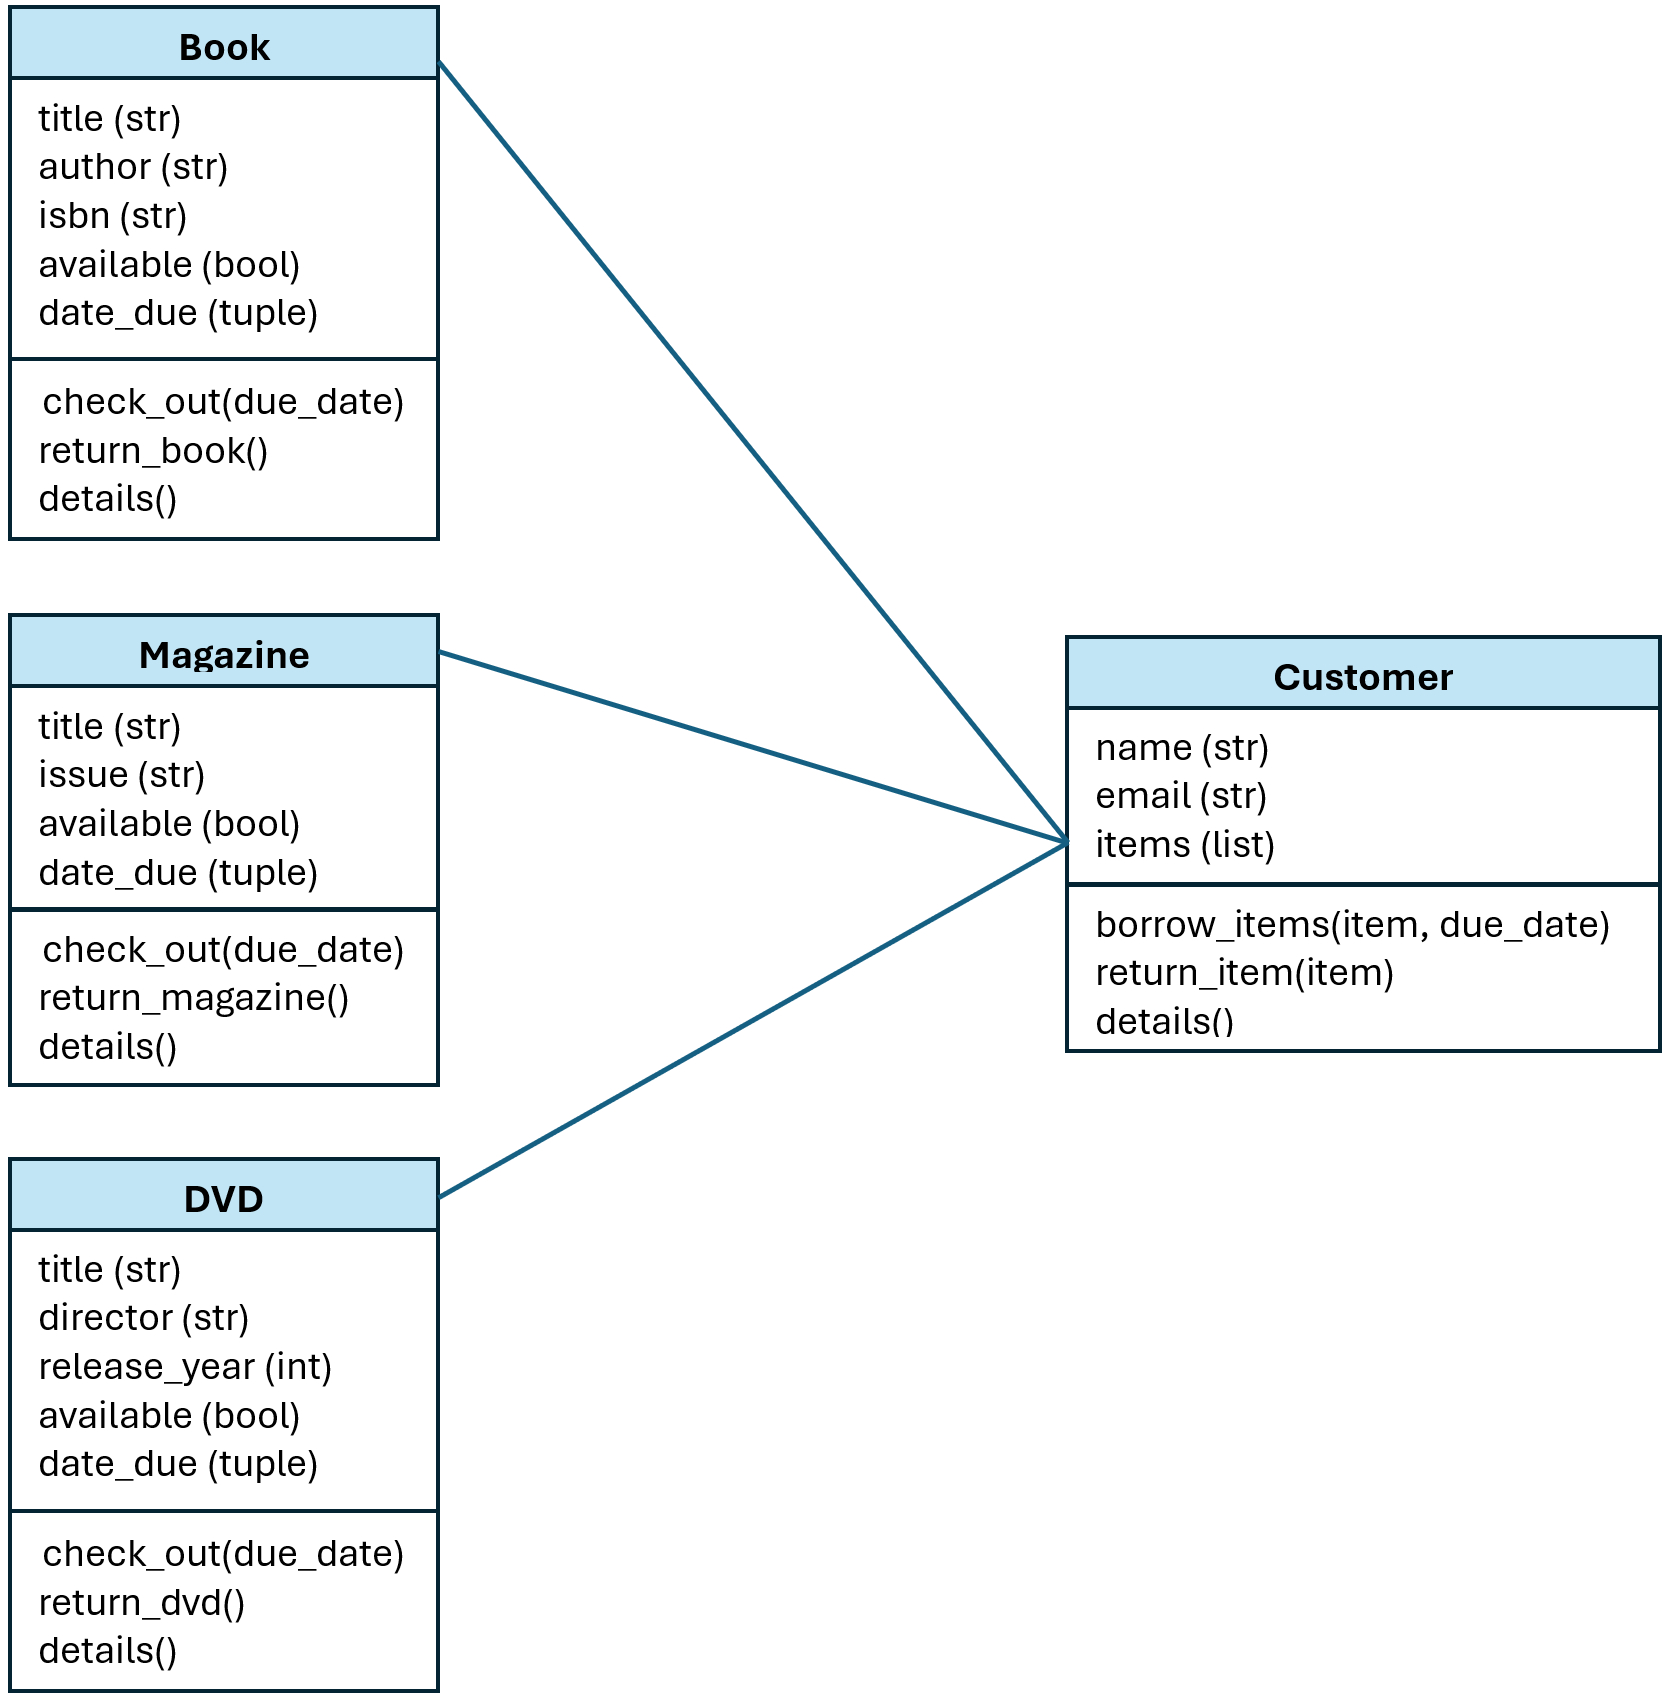 Book
title (str)
author (str)
isbn (str)
available (bool)
date_due (tuple)
check_out(due_date)
return_book()
details()
Magazine
title (str)
issue (str)
available (bool)
date_due (tuple)
check_out(due_date)
return_magazine()
details()
DVD
title (str)
director (str)
release_year (int)
available (bool)
date_due (tuple)
check_out(due_date)
return_dvd()
details()
Customer
name (str)
email (str)
items (list)
borrow_items(item, due_date)
return_item(item)
details()